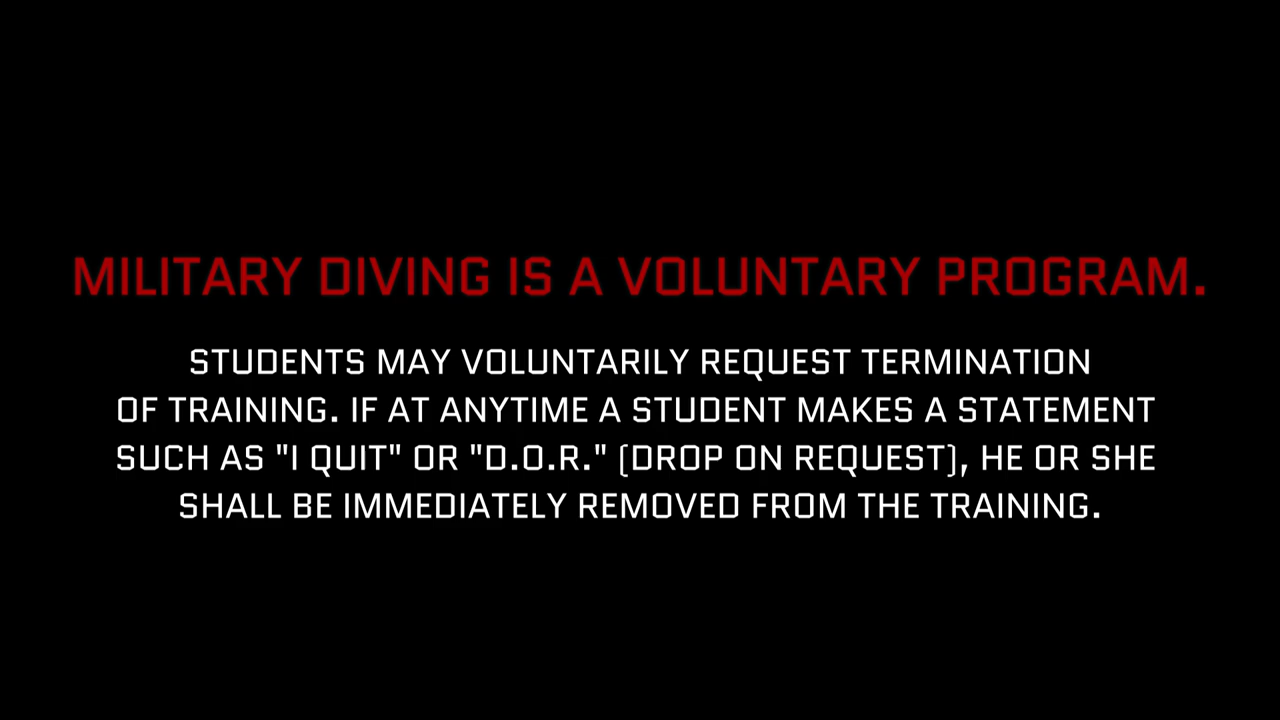 MILITARY DIVING IS A VOLUNTARY PROGRAM.
STUDENTS MAY VOLUNTARILY REQUEST TERMINATION
OF TRAINING. IF AT ANYTIME A STUDENT MAKES A STATEMENT
SUCH AS "I QUIT" OR "D.O.R." (DROP ON REQUEST), HE OR SHE
SHALL BE IMMEDIATELY REMOVED FROM THE TRAINING.